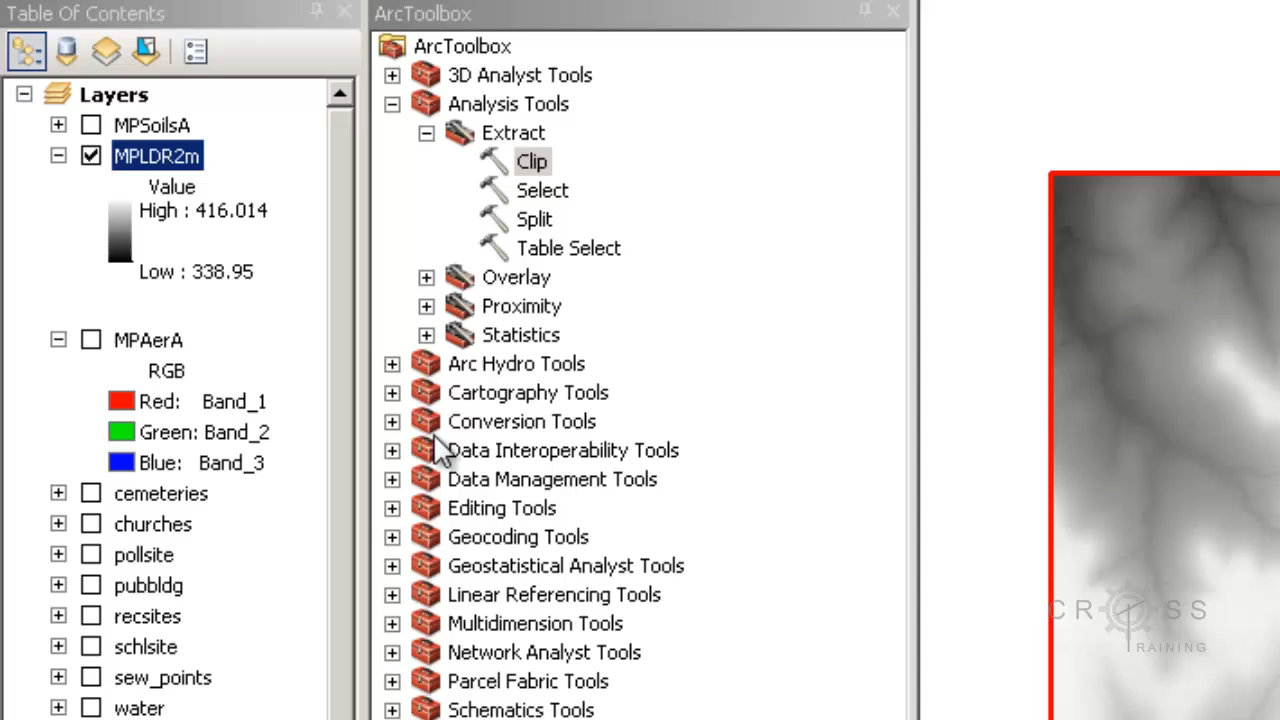 Table Of Contents
Layers
MPSoilsA
MPLDR2m
Value
High : 416.014
Low : 338.95
MPAerA
RGB
Red: Band_1
Green: Band_2
Blue: Band_3
cemeteries
churches
pollsite
pubbldg
recsites
schlsite
sew_points
water
ArcToolbox
ArcToolbox
3D Analyst Tools
Analysis Tools
Extract
Clip
Select
Split
Table Select
Overlay
Proximity
Statistics
Arc Hydro Tools
Cartography Tools
Conversion Tools
Data Interoperability Tools
Data Management Tools
Editing Tools
Geocoding Tools
Geostatistical Analyst Tools
Linear Referencing Tools
Multidimension Tools
Network Analyst Tools
Parcel Fabric Tools
Schematics Tools
CROSS
TRAINING